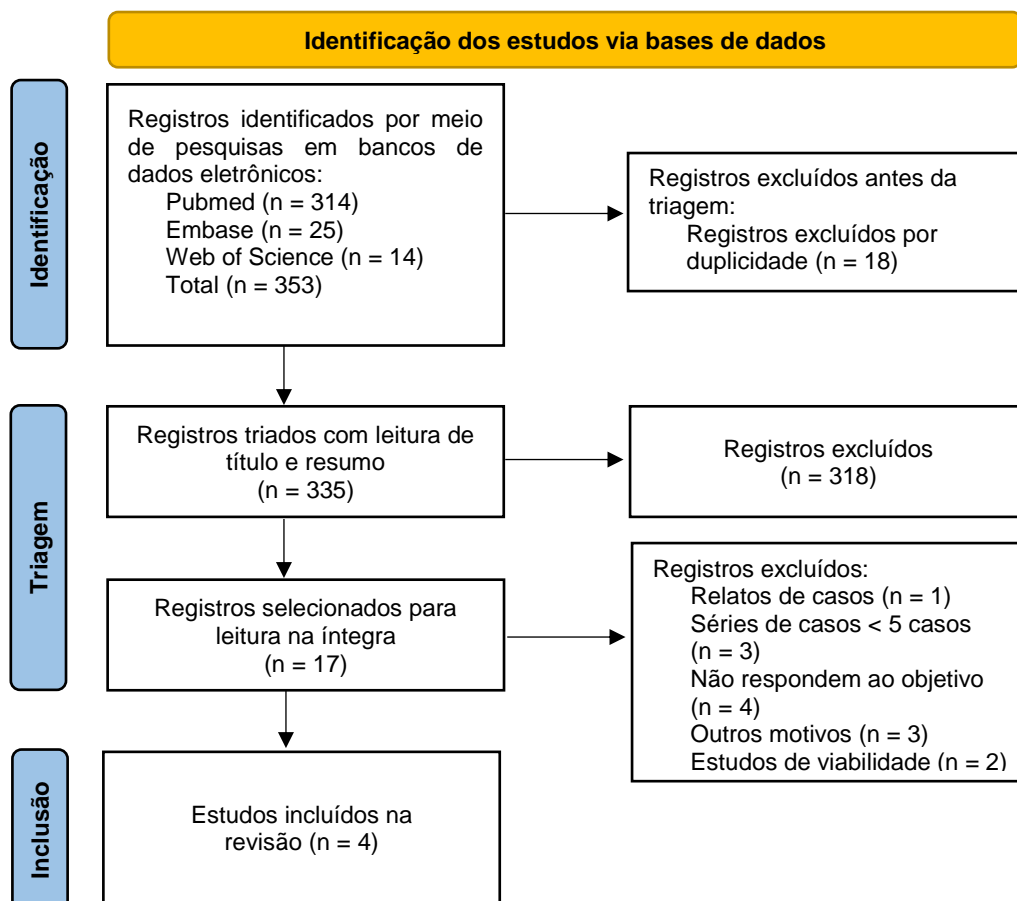 Identificação dos estudos via bases de dados
Identificação
Registros identificados por meio
de pesquisas em bancos de
dados eletrônicos:
Pubmed (n = 314)
Embase (n = 25)
Web of Science (n = 14)
Total (n = 353)
Registros excluídos antes da
triagem:
Registros excluídos por
duplicidade (n = 18)
Triagem
Registros triados com leitura de
título e resumo
(n = 335)
Registros excluídos
(n = 318)
Registros selecionados para
leitura na íntegra
(n = 17)
Registros excluídos:
Relatos de casos (n = 1)
Séries de casos < 5 casos
(n = 3)
Não respondem ao objetivo
(n = 4)
Outros motivos (n = 3)
Estudos de viabilidade (n = 2)
Inclusão
Estudos incluídos na
revisão (n = 4)